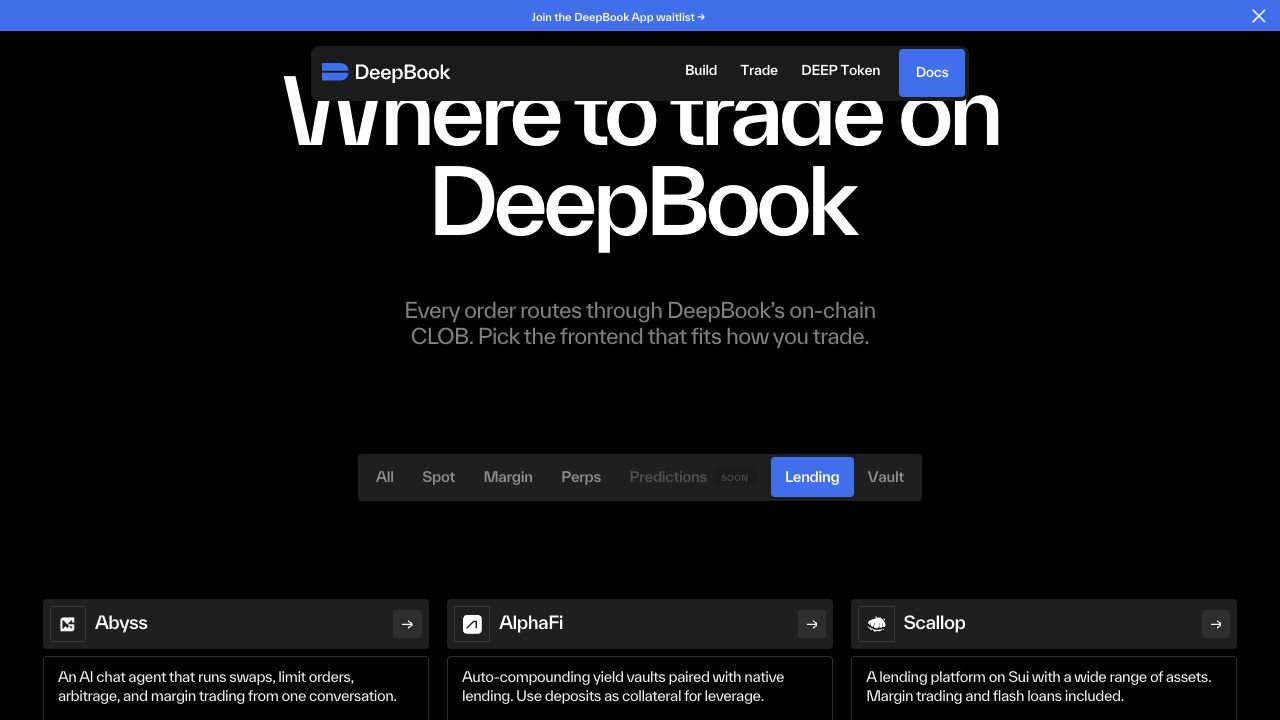 Join the DeepBook App waitlist →
DeepBook
Build
Trade
DEEP Token
Docs
Where to trade on
DeepBook
Every order routes through DeepBook’s on-chain
CLOB. Pick the frontend that fits how you trade.
All
Spot
Margin
Perps
Predictions SOON
Lending
Vault
Abyss
An AI chat agent that runs swaps, limit orders,
arbitrage, and margin trading from one conversation.
AlphaFi
Auto-compounding yield vaults paired with native
lending. Use deposits as collateral for leverage.
Scallop
A lending platform on Sui with a wide range of assets.
Margin trading and flash loans included.